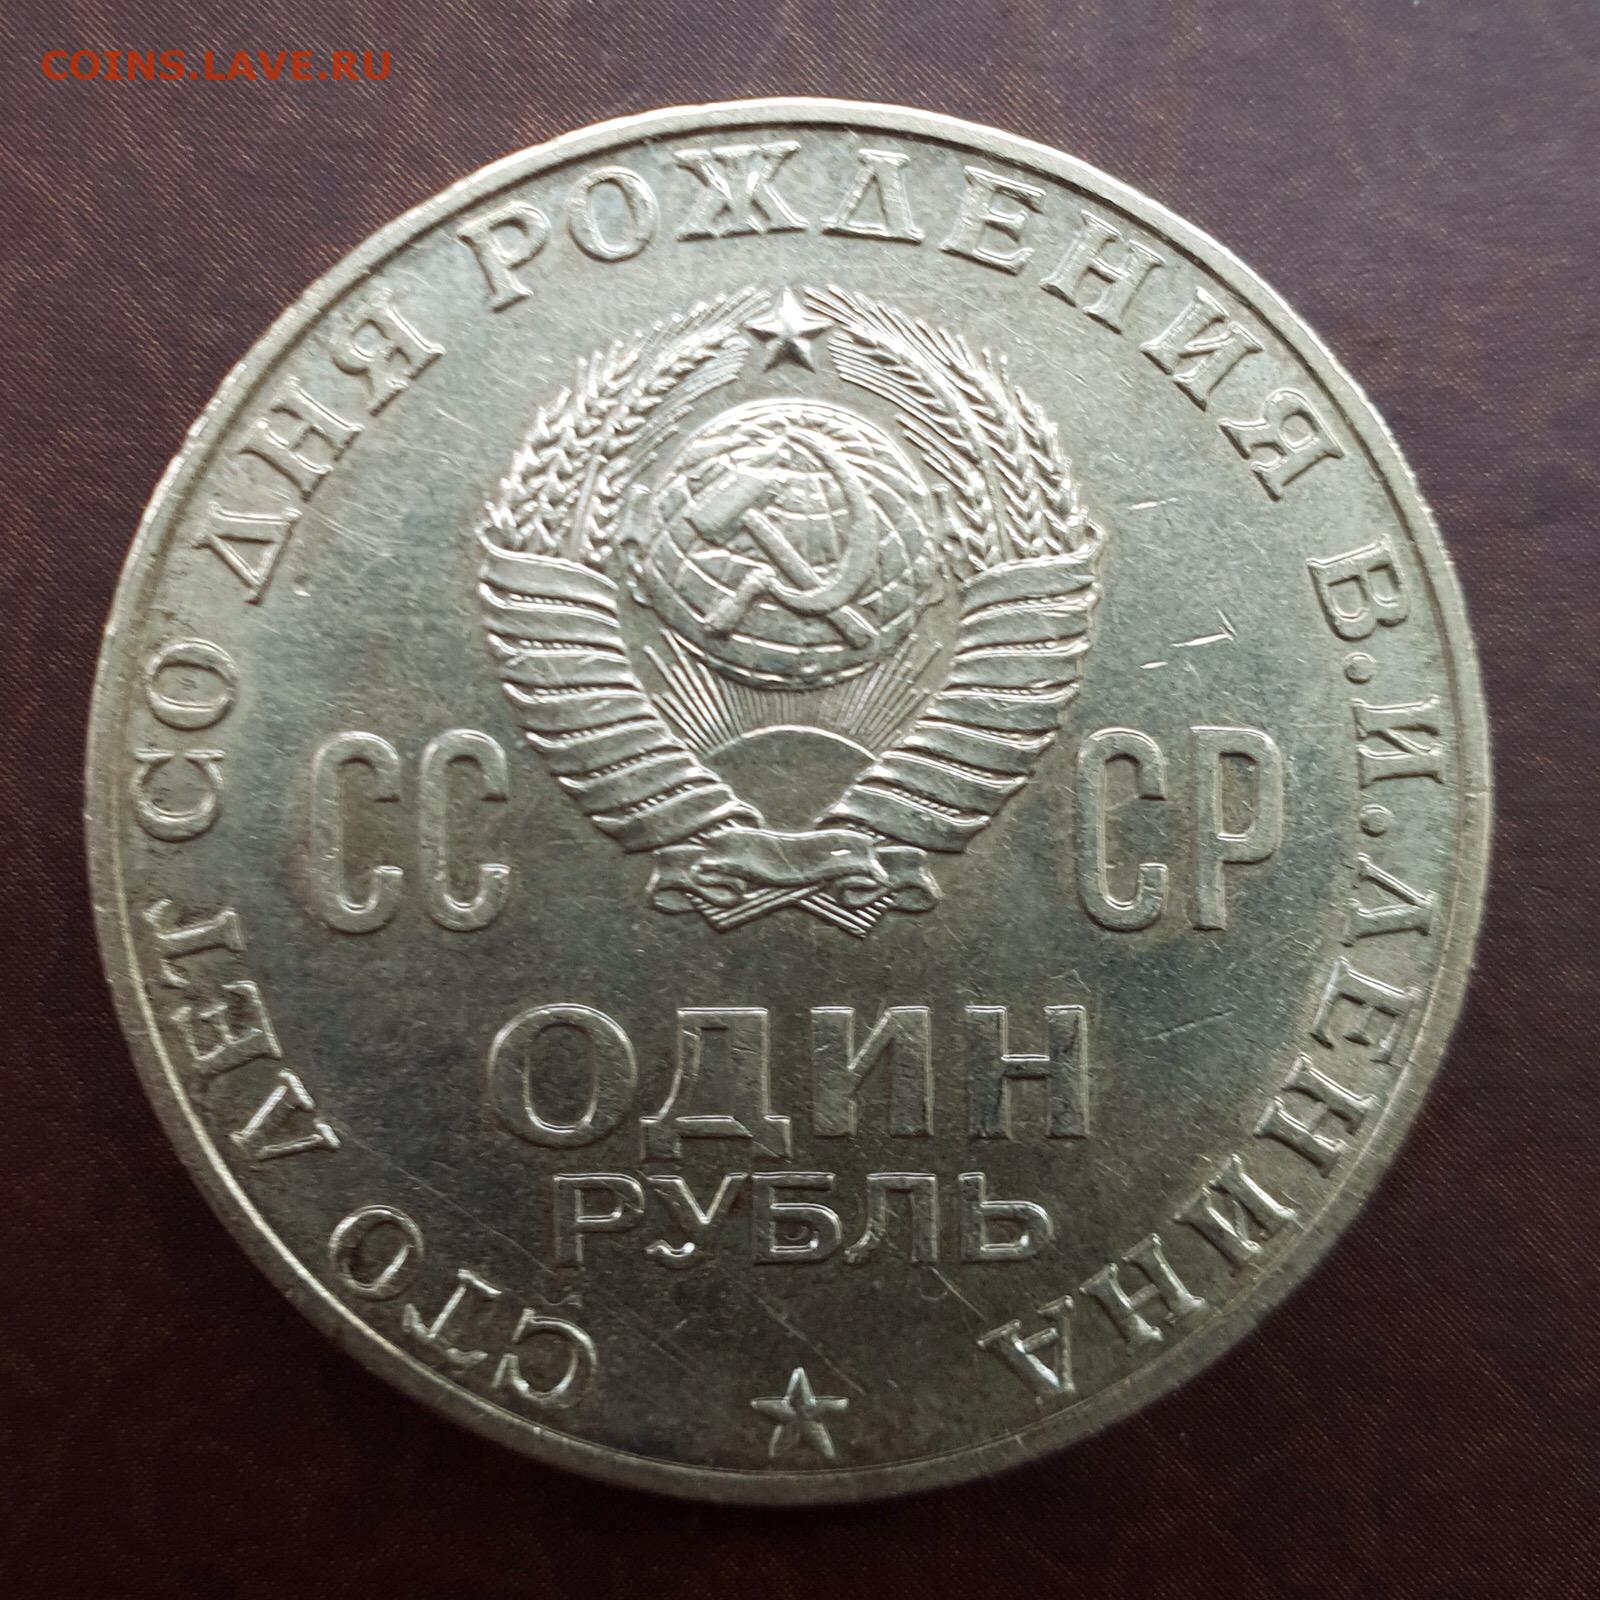 COINS.LAVE.RU
СТО ЛЕТ СО ДНЯ РОЖДЕНИЯ В.И.ЛЕНИНА
СС СР
ОДИН
РУБЛЬ